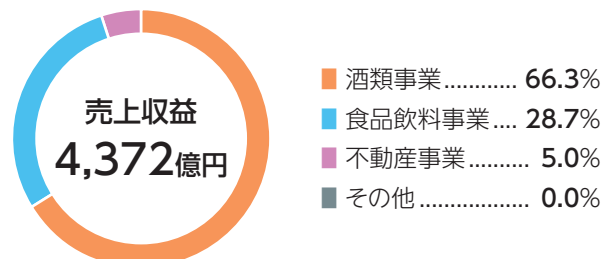 売上収益
4,372億円
酒類事業............ 66.3%
食品飲料事業.... 28.7%
不動産事業.......... 5.0%
その他.................. 0.0%